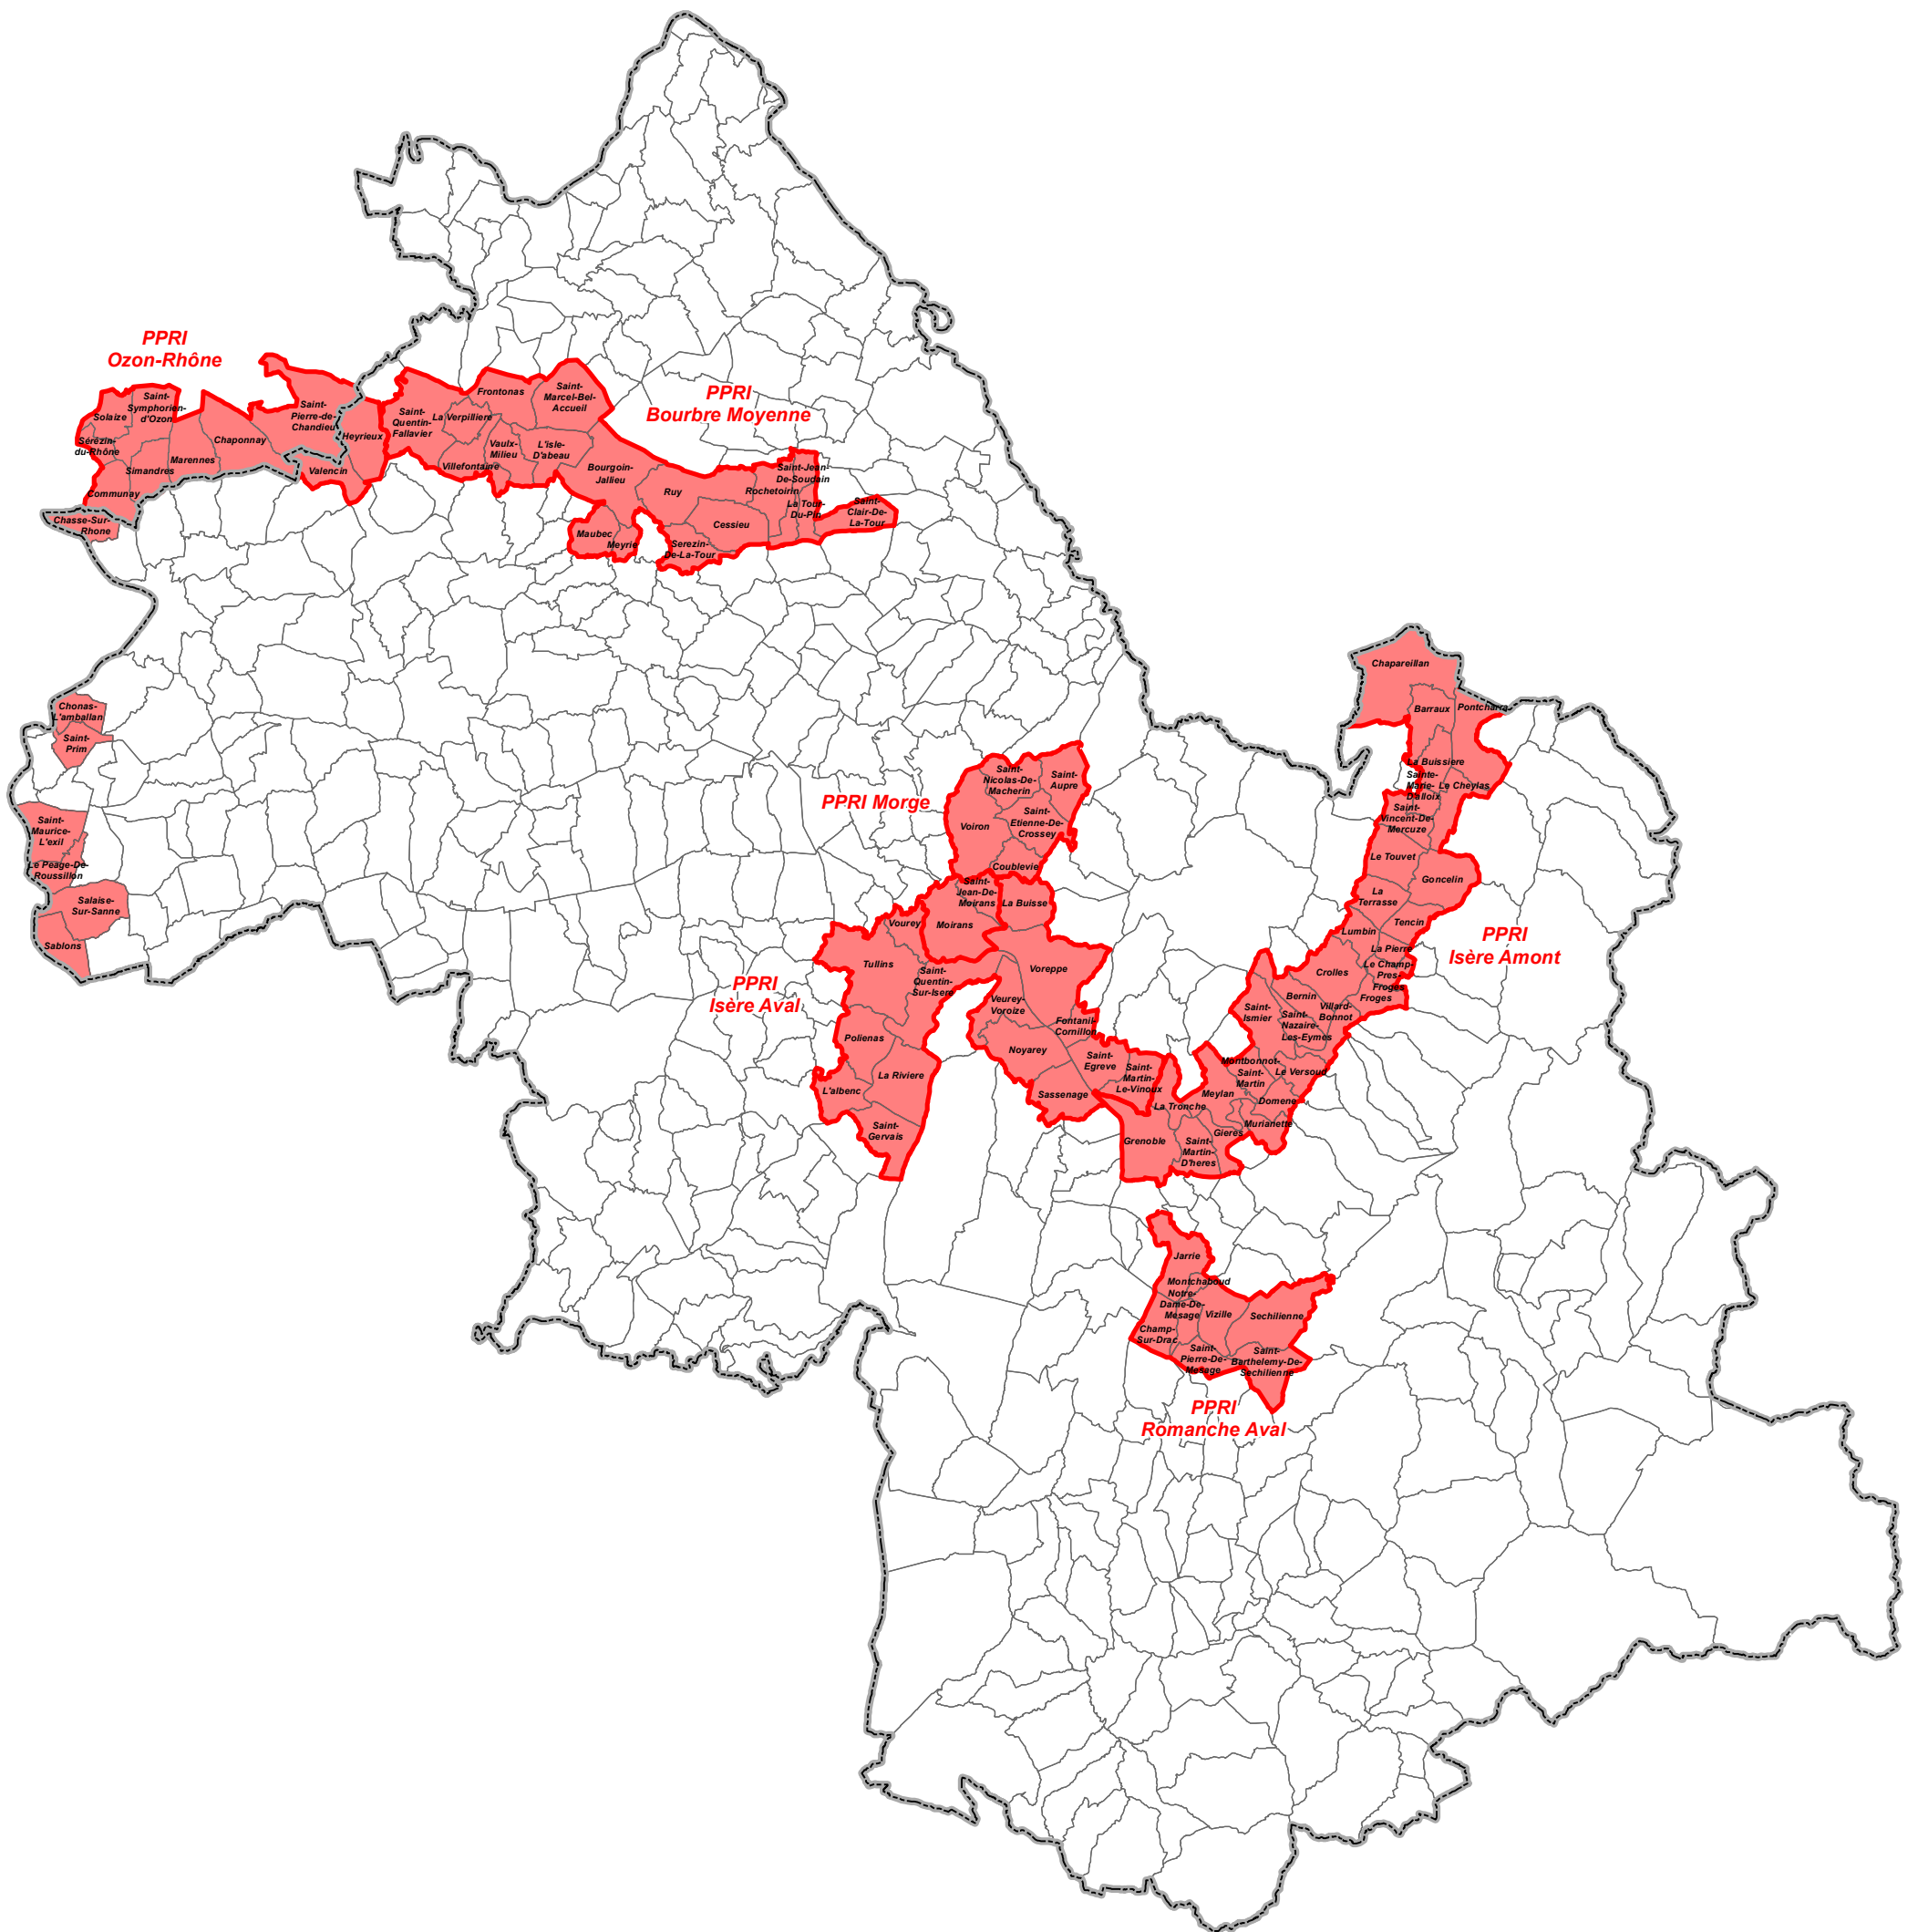 PPRI
Ozon-Rhône
Solaize
Saint-
Symphorien-
d'Ozon
Sérézin-
du-Rhône
Simandres
Marennes
Chaponnay
Communay
Saint-
Pierre-de-
Chandieu
Heyrieux
Valencin
Chasse-Sur-
Rhone
PPRI
Bourbre Moyenne
Saint-
Quentin-
Fallavier
La Verpilliere
Frontonas
Saint-
Marcel-Bel-
Accueil
Villefontaine
Vaulx-
Milieu
L'isle-
D'abeau
Bourgoin-
Jallieu
Maubec
Meyrie
Ruy
Cessieu
Serezin-
De-La-Tour
Rochetoirin
Saint-Jean-
De-Soudain
La Tour-
Du-Pin
Saint-
Clair-De-
La-Tour
Chonas-
L'amballan
Saint-
Prim
Saint-
Maurice-
L'exil
Le Peage-De-
Roussillon
Salaise-
Sur-Sanne
Sablons
PPRI Morge
Saint-
Nicolas-De-
Macherin
Saint-
Aupre
Voiron
Saint-
Etienne-De-
Crossey
Coublevie
Saint-
Jean-De-
Moirans
Moirans
La Buisse
PPRI
Isère Aval
Vourey
Tullins
Saint-
Quentin-
Sur-Isere
Polienas
La Riviere
L'albenc
Saint-
Gervais
Voreppe
Veurey-
Voroize
Fontanil-
Cornillon
Noyarey
Saint-
Egreve
Saint-
Martin-
Le-Vinoux
Sassenage
PPRI
Isère Amont
Chapareillan
Barraux
Pontcharra
La Buissiere
Sainte-
Marie-
D'alloix
Le Cheylas
Saint-
Vincent-De-
Mercuze
Le Touvet
Goncelin
La
Terrasse
Tencin
Lumbin
La Pierre
Le Champ-
Pres-
Froges
Froges
Crolles
Bernin
Villard-
Bonnot
Saint-
Ismier
Saint-
Nazaire-
Les-Eymes
Montbonnot-
Saint-
Martin
Le Versoud
Meylan
Domene
La Tronche
Murianette
Gieres
Grenoble
Saint-
Martin-
D'heres
Jarrie
Montchaboud
Notre-
Dame-De-
Mesage
Vizille
Sechilienne
Champ-
Sur-Drac
Saint-
Pierre-De-
Mesage
Saint-
Barthelemy-De-
Sechilienne
PPRI
Romanche Aval